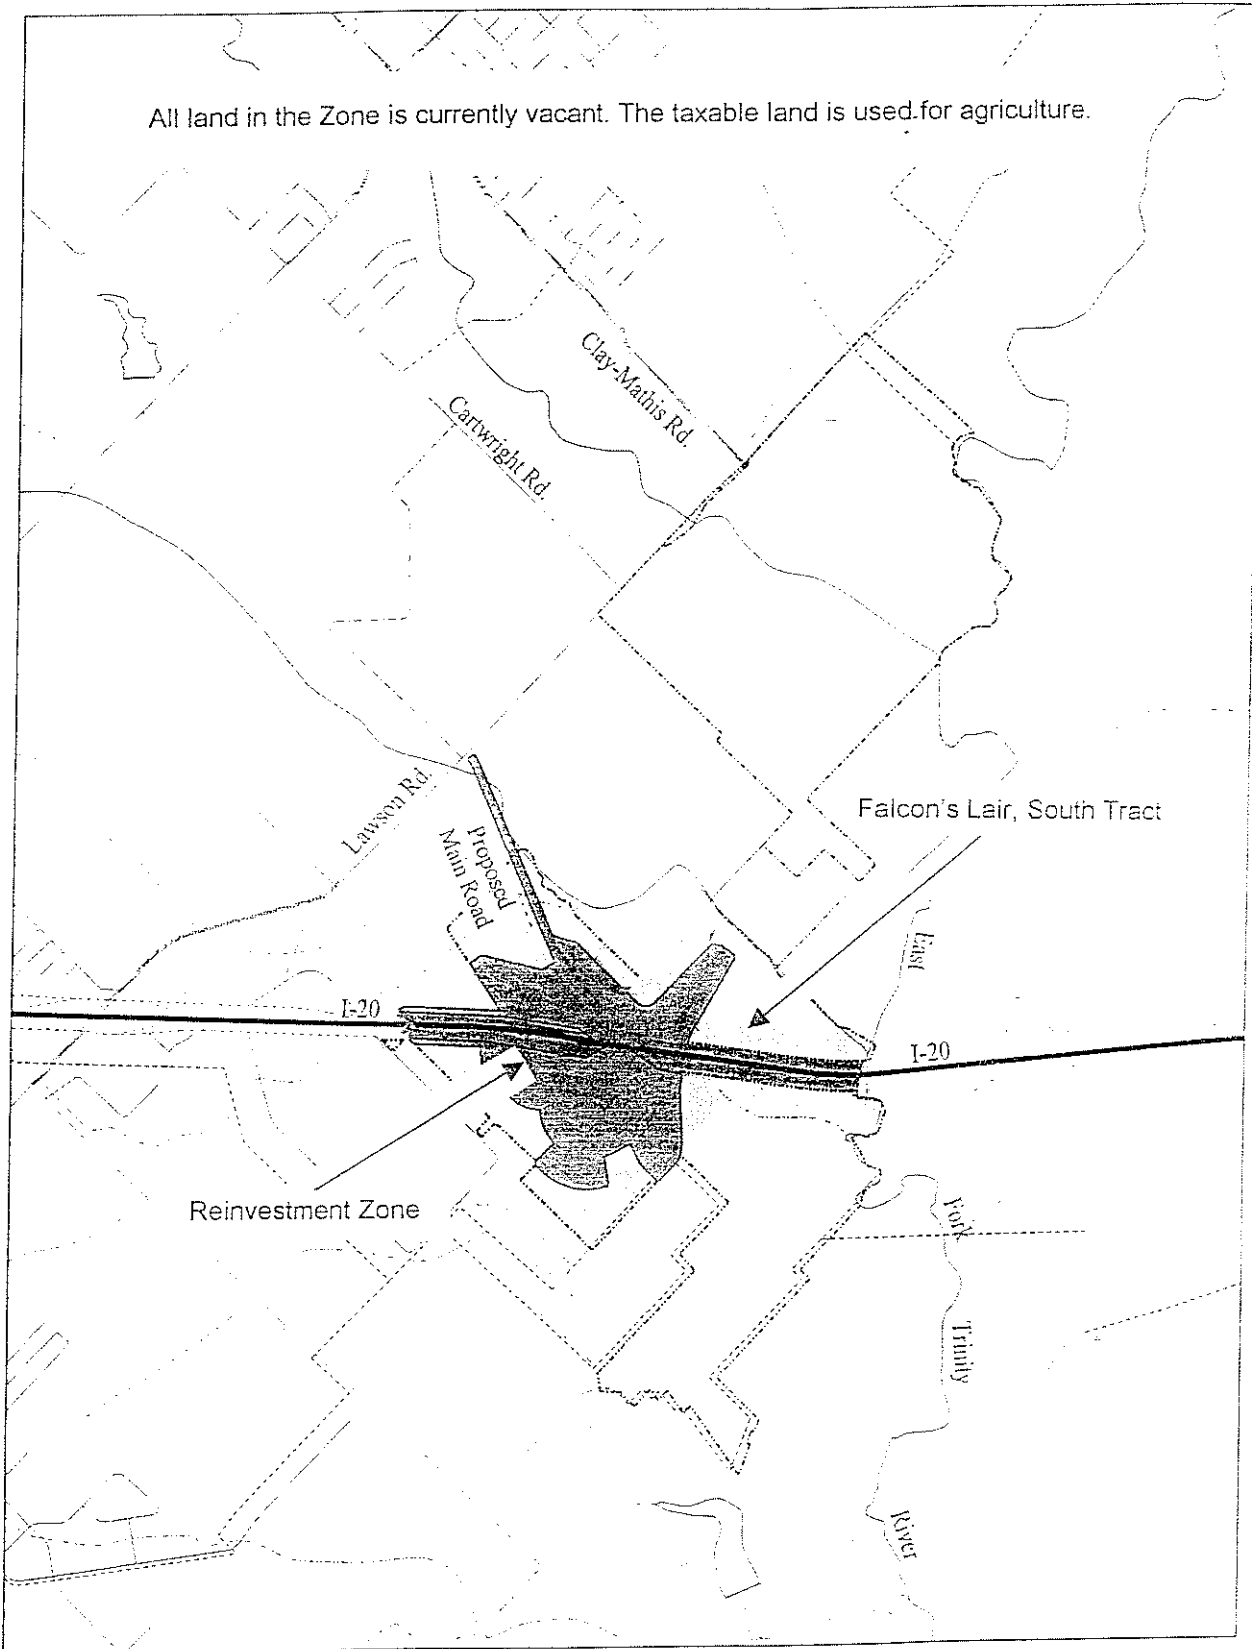 All land in the Zone is currently vacant. The taxable land is used for agriculture.
Clay-Mathis Rd.
Cartwright Rd.
Lawson Rd.
Proposed
Main Road
Falcon's Lair, South Tract
East
I-20
I-20
Reinvestment Zone
Fork
Trinity
River